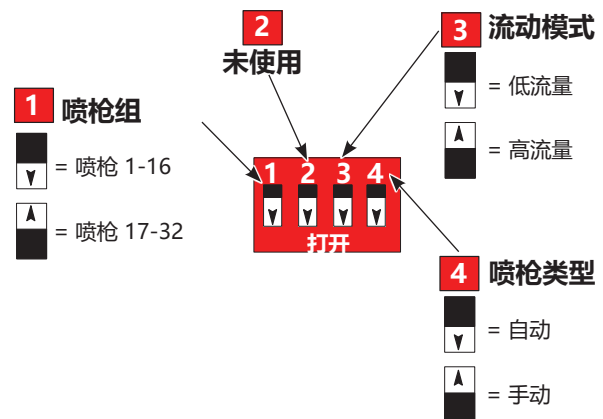 2
未使用
3 流动模式
= 低流量
= 高流量
1 喷枪组
= 喷枪 1-16
= 喷枪 17-32
1 2 3 4
打开
4 喷枪类型
= 自动
= 手动